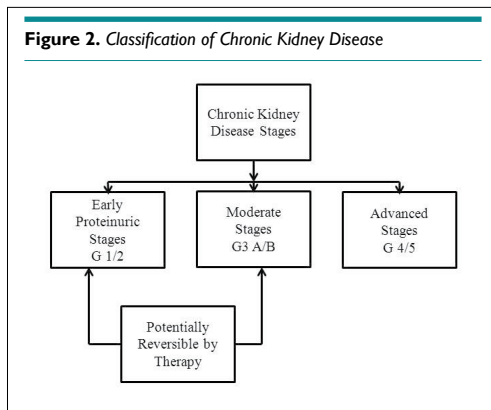 Figure 2. Classification of Chronic Kidney Disease
Chronic Kidney
Disease Stages
Early
Proteinuric
Stages
G 1/2
Moderate
Stages
G3 A/B
Advanced
Stages
G 4/5
Potentially
Reversible by
Therapy